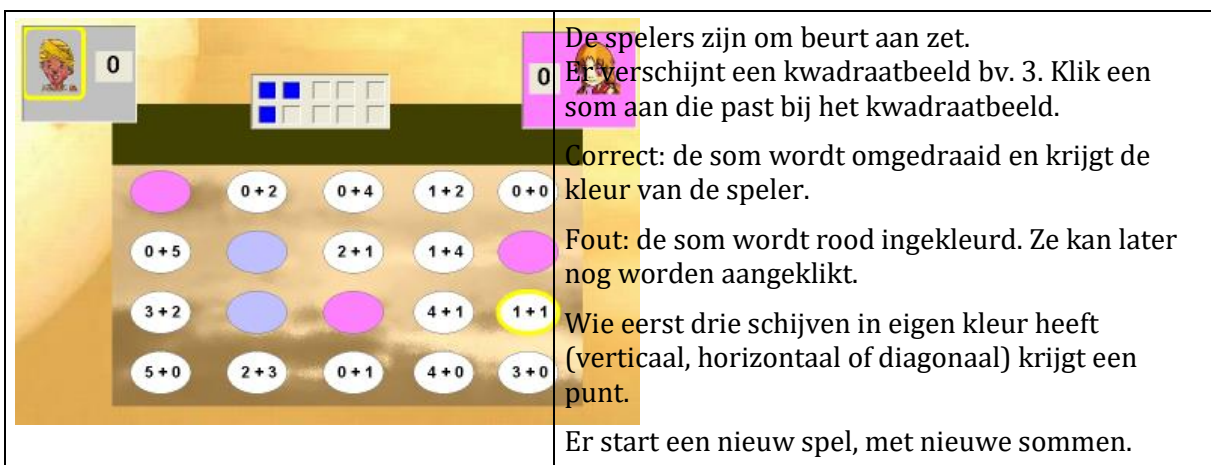 0
0
0 + 2 0 + 4 1 + 2 0 + 0
0 + 5 2 + 1 1 + 4
3 + 2 4 + 1 1 + 1
5 + 0 2 + 3 0 + 1 4 + 0 3 + 0
De spelers zijn om beurt aan zet.
Er verschijnt een kwadraatbeeld bv. 3. Klik een
som aan die past bij het kwadraatbeeld.
Correct: de som wordt omgedraaid en krijgt de
kleur van de speler.
Fout: de som wordt rood ingekleurd. Ze kan later
nog worden aangeklikt.
Wie eerst drie schijven in eigen kleur heeft
(verticaal, horizontaal of diagonaal) krijgt een
punt.
Er start een nieuw spel, met nieuwe sommen.